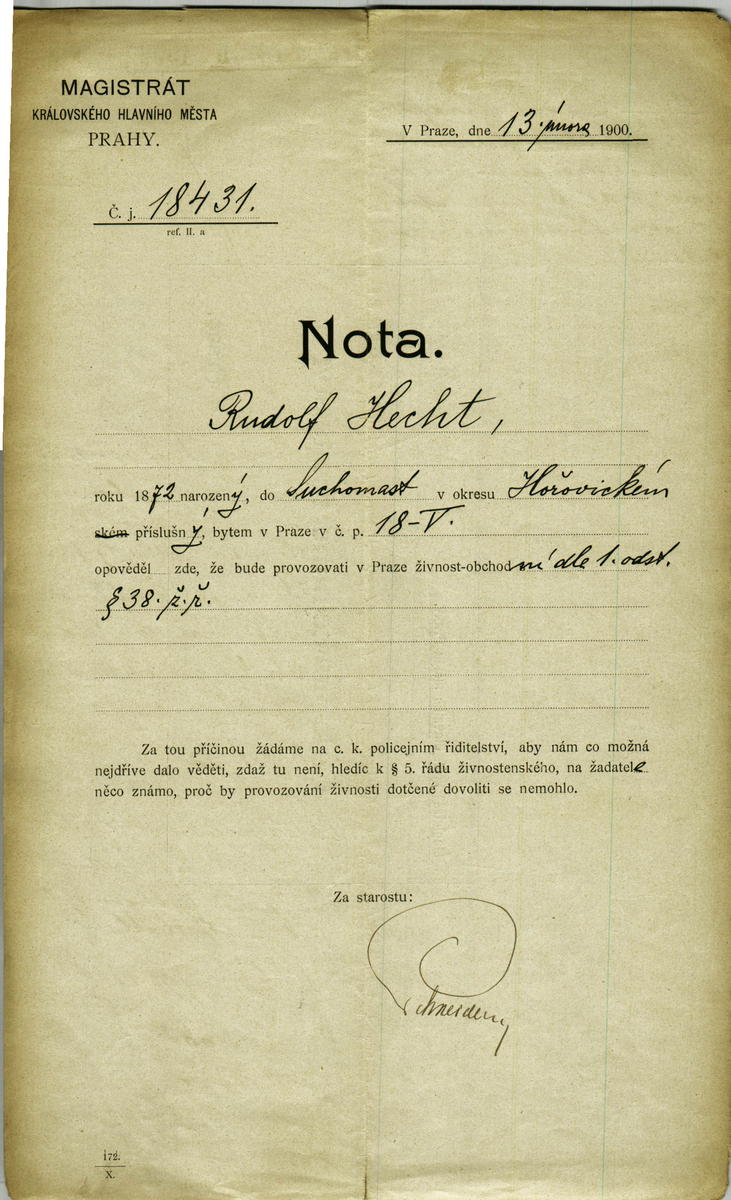 MAGISTRÁT
KRÁLOVSKÉHO HLAVNÍHO MĚSTA
PRAHY.
V Praze, dne 13. února 1900.
Č. j. 18431.
ref. II. a
Nota.
Rudolf Hecht,
roku 1872 narozený, do Suchomast v okresu Hořovickém
ském příslušný, bytem v Praze v č. p. 18-V.
opověděl zde, že bude provozovati v Praze živnost-obchodní dle 1. odst.
§ 38. ž. ř.
Za tou příčinou žádáme na c. k. policejním řiditelství, aby nám co možná
nejdříve dalo věděti, zdaž tu není, hledíc k § 5. řádu živnostenského, na žadatele
něco známo, proč by provozování živnosti dotčené dovoliti se nemohlo.
Za starostu:
172.
X.